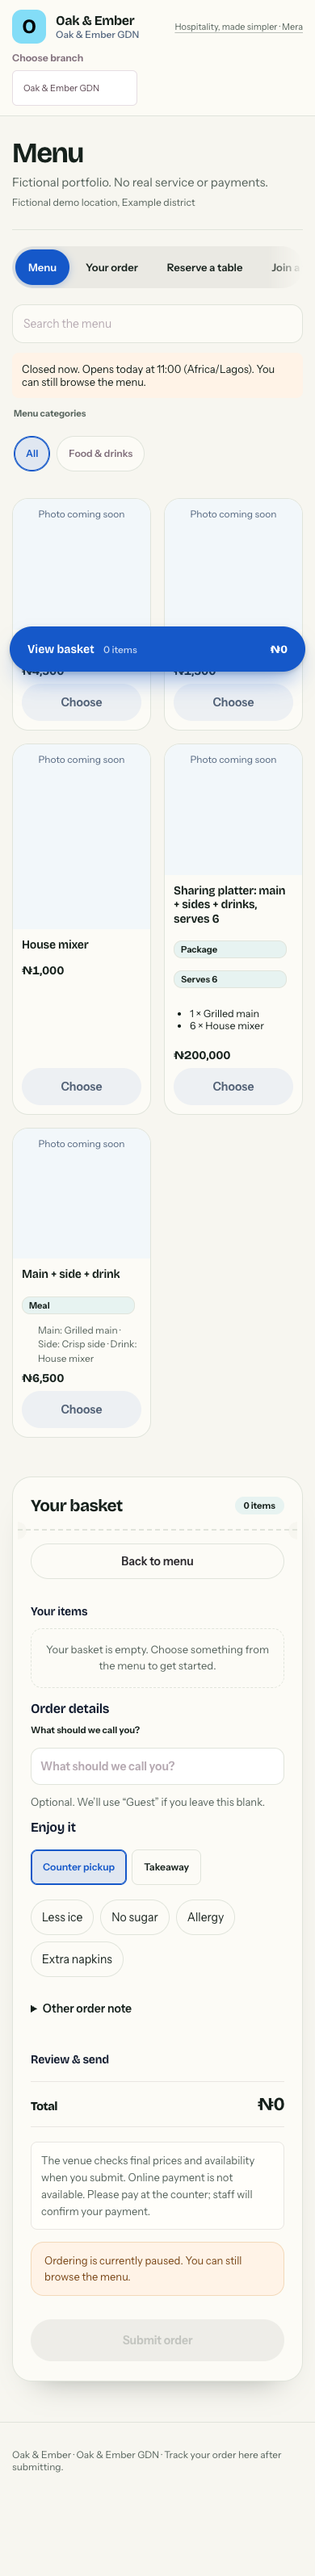 O
Oak & Ember
Oak & Ember GDN
Hospitality, made simpler · Mera
Choose branch
Oak & Ember GDN
Menu
Fictional portfolio. No real service or payments.
Fictional demo location, Example district
Menu
Your order
Reserve a table
Join a
Search the menu
Closed now. Opens today at 11:00 (Africa/Lagos). You
can still browse the menu.
Menu categories
All
Food & drinks
Photo coming soon
Photo coming soon
View basket
0 items
₦0
Choose
Choose
Photo coming soon
House mixer
₦1,000
Choose
Photo coming soon
Sharing platter: main
+ sides + drinks,
serves 6
Package
Serves 6
• 1 × Grilled main
• 6 × House mixer
₦200,000
Choose
Photo coming soon
Main + side + drink
Meal
Main: Grilled main ·
Side: Crisp side · Drink:
House mixer
₦6,500
Choose
Your basket
0 items
Back to menu
Your items
Your basket is empty. Choose something from
the menu to get started.
Order details
What should we call you?
What should we call you?
Optional. We'll use “Guest” if you leave this blank.
Enjoy it
Counter pickup
Takeaway
Less ice
No sugar
Allergy
Extra napkins
Other order note
Review & send
Total
₦0
The venue checks final prices and availability
when you submit. Online payment is not
available. Please pay at the counter; staff will
confirm your payment.
Ordering is currently paused. You can still
browse the menu.
Submit order
Oak & Ember · Oak & Ember GDN · Track your order here after
submitting.